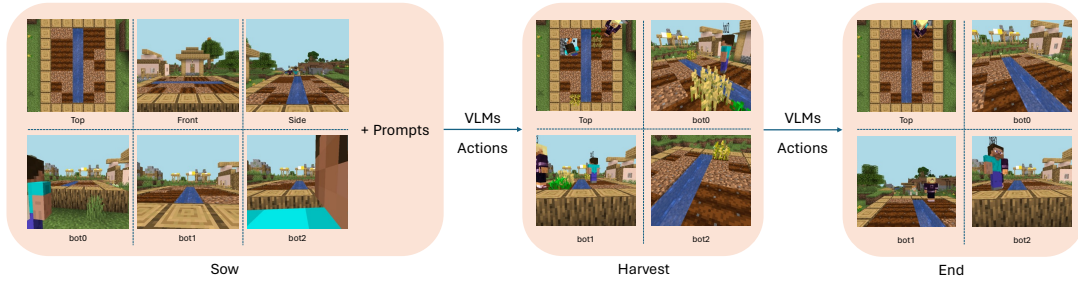 Top
Front
Side
bot0
bot1
bot2
+ Prompts
Sow
VLMs
Actions
Top
bot0
bot1
bot2
Harvest
VLMs
Actions
Top
bot0
bot1
bot2
End